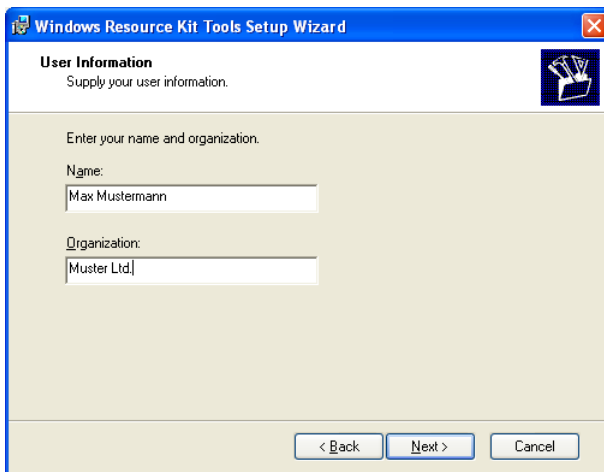 Windows Resource Kit Tools Setup Wizard
User Information
Supply your user information.
Enter your name and organization.
Name:
Max Mustermann
Organization:
Muster Ltd.
< Back
Next >
Cancel